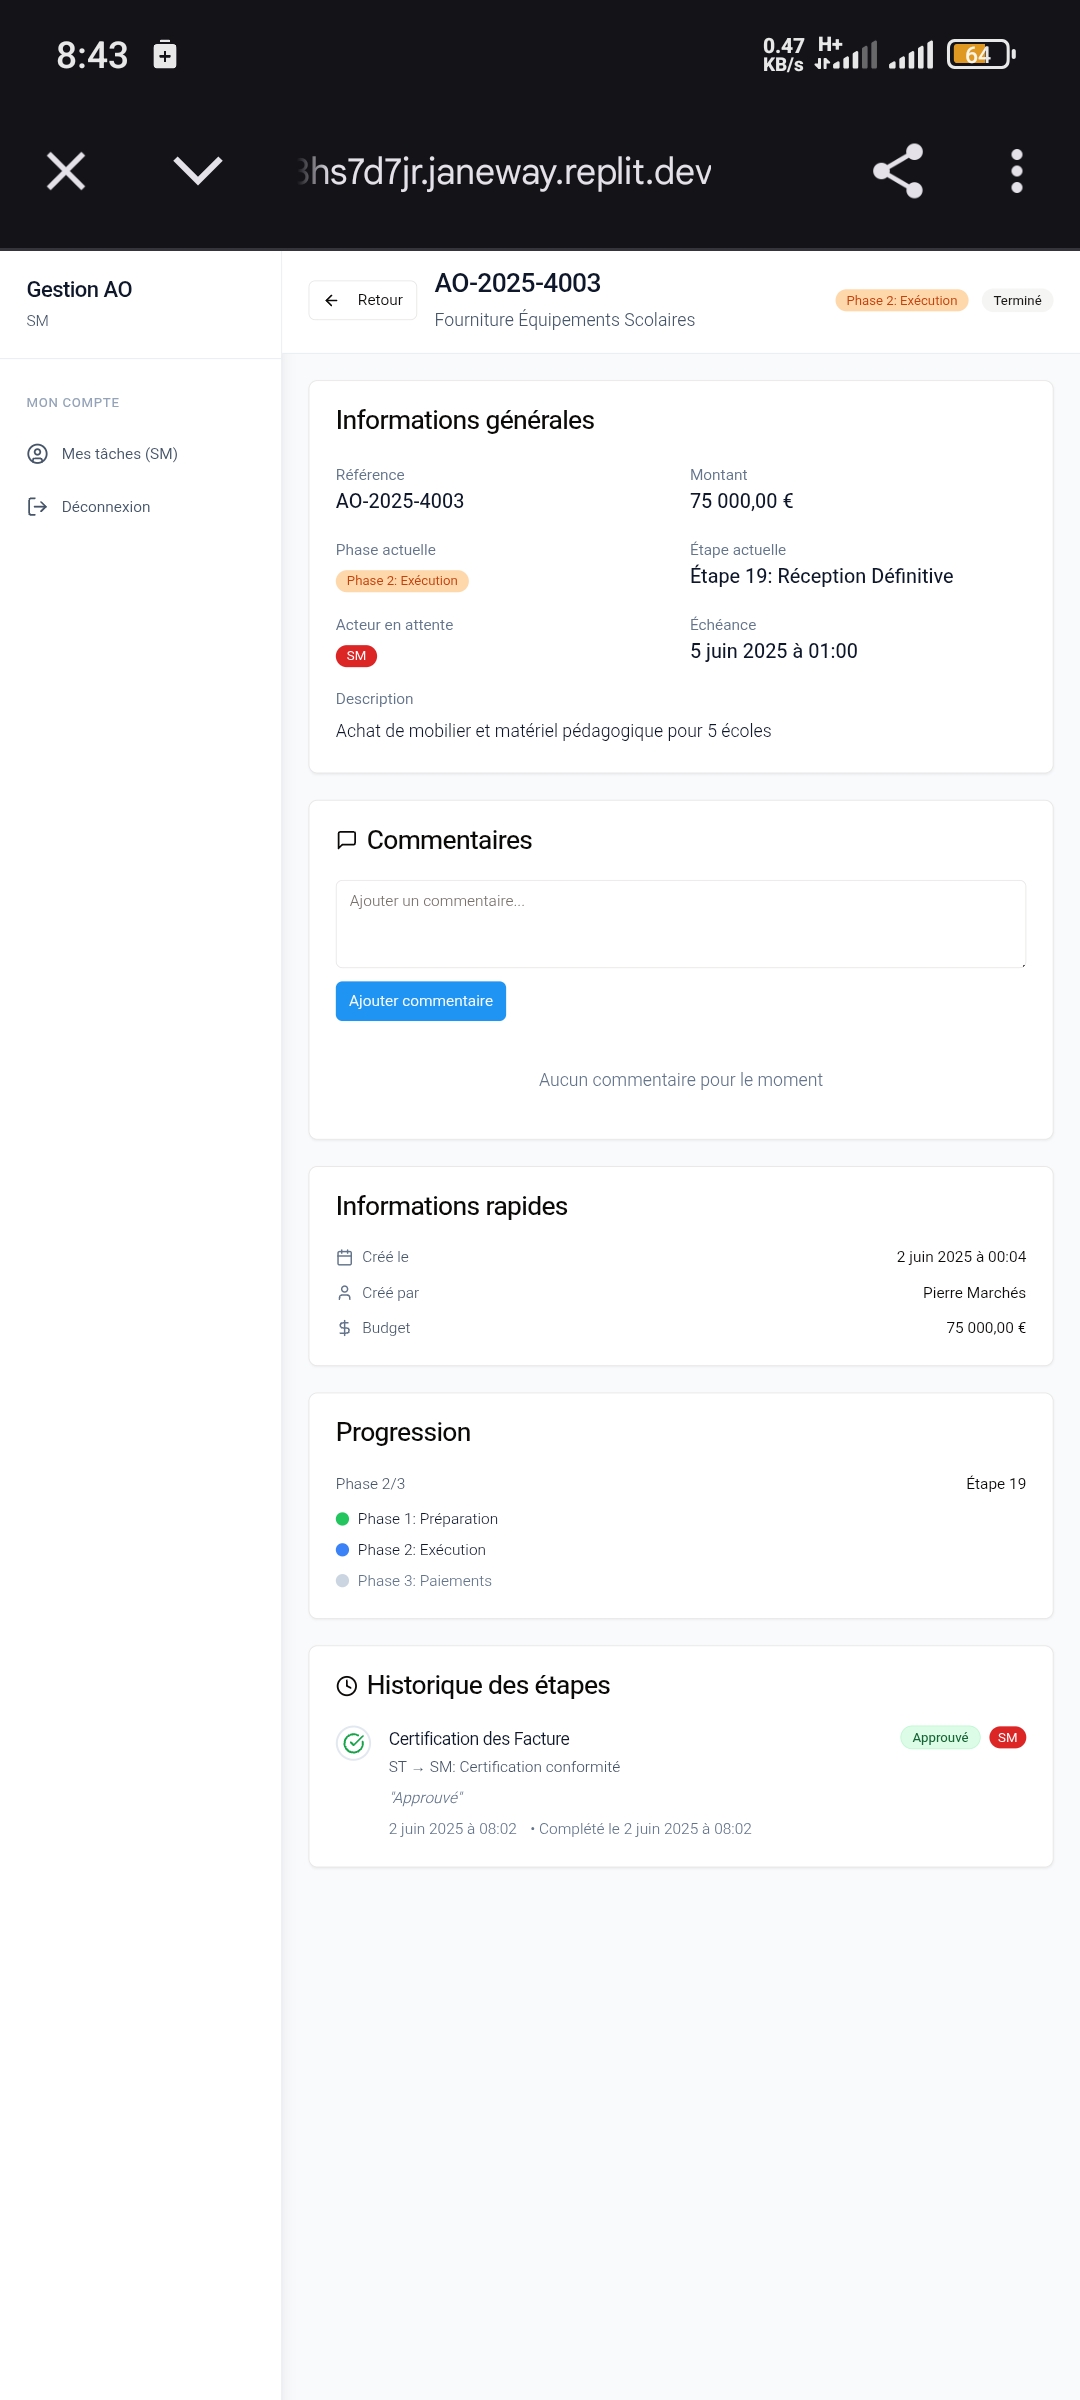 8:43
0.47 KB/s H+ 64
hs7d7jr.janeway.replit.dev
Gestion AO
SM
MON COMPTE
Mes tâches (SM)
Déconnexion
Retour
AO-2025-4003
Fourniture Équipements Scolaires
Phase 2: Exécution
Terminé
Informations générales
Référence
AO-2025-4003
Montant
75 000,00 €
Phase actuelle
Phase 2: Exécution
Étape actuelle
Étape 19: Réception Définitive
Acteur en attente
SM
Échéance
5 juin 2025 à 01:00
Description
Achat de mobilier et matériel pédagogique pour 5 écoles
Commentaires
Ajouter un commentaire...
Ajouter commentaire
Aucun commentaire pour le moment
Informations rapides
Créé le 2 juin 2025 à 00:04
Créé par Pierre Marchés
Budget 75 000,00 €
Progression
Phase 2/3 Étape 19
Phase 1: Préparation
Phase 2: Exécution
Phase 3: Paiements
Historique des étapes
Certification des Facture Approuvé SM
ST → SM: Certification conformité
"Approuvé"
2 juin 2025 à 08:02 • Complété le 2 juin 2025 à 08:02